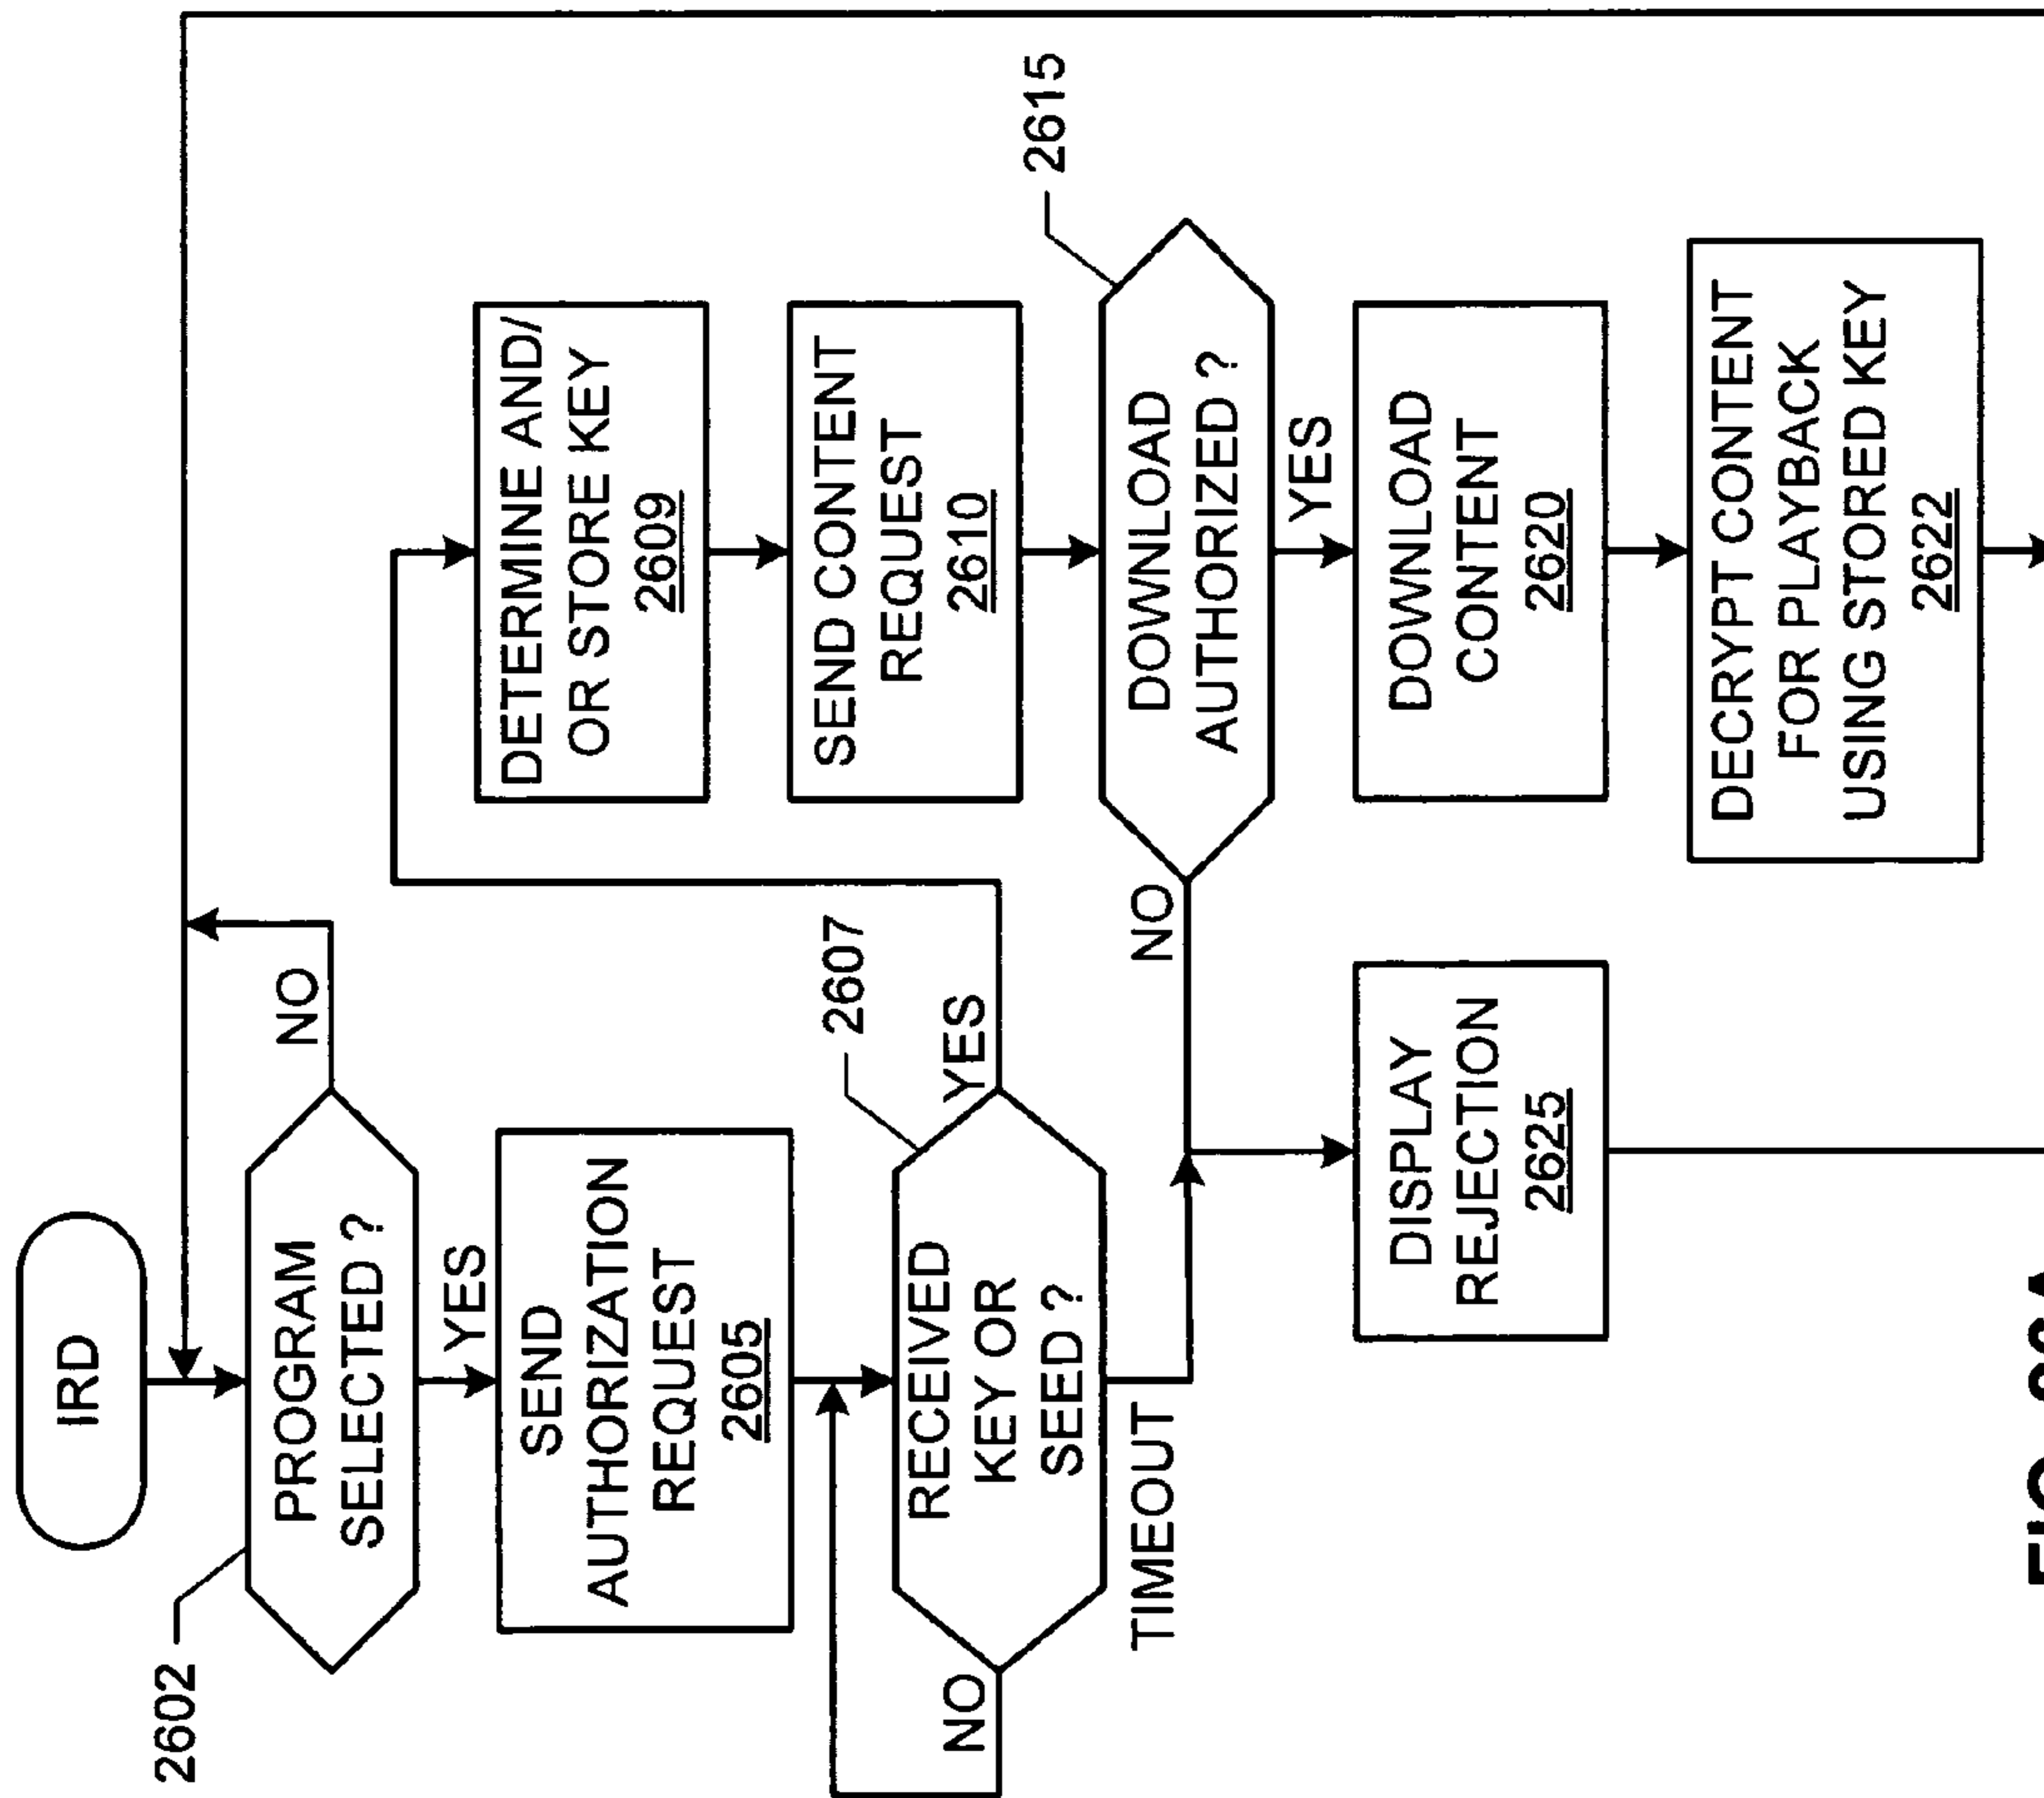 IRD
2602
PROGRAM
SELECTED ?
NO
YES
SEND
AUTHORIZATION
REQUEST
2605
2607
RECEIVED
KEY OR
SEED ?
NO
YES
TIMEOUT
DETERMINE AND/
OR STORE KEY
2609
SEND CONTENT
REQUEST
2610
2615
DOWNLOAD
AUTHORIZED ?
NO
YES
DISPLAY
REJECTION
2625
DOWNLOAD
CONTENT
2620
DECRYPT CONTENT
FOR PLAYBACK
USING STORED KEY
2622